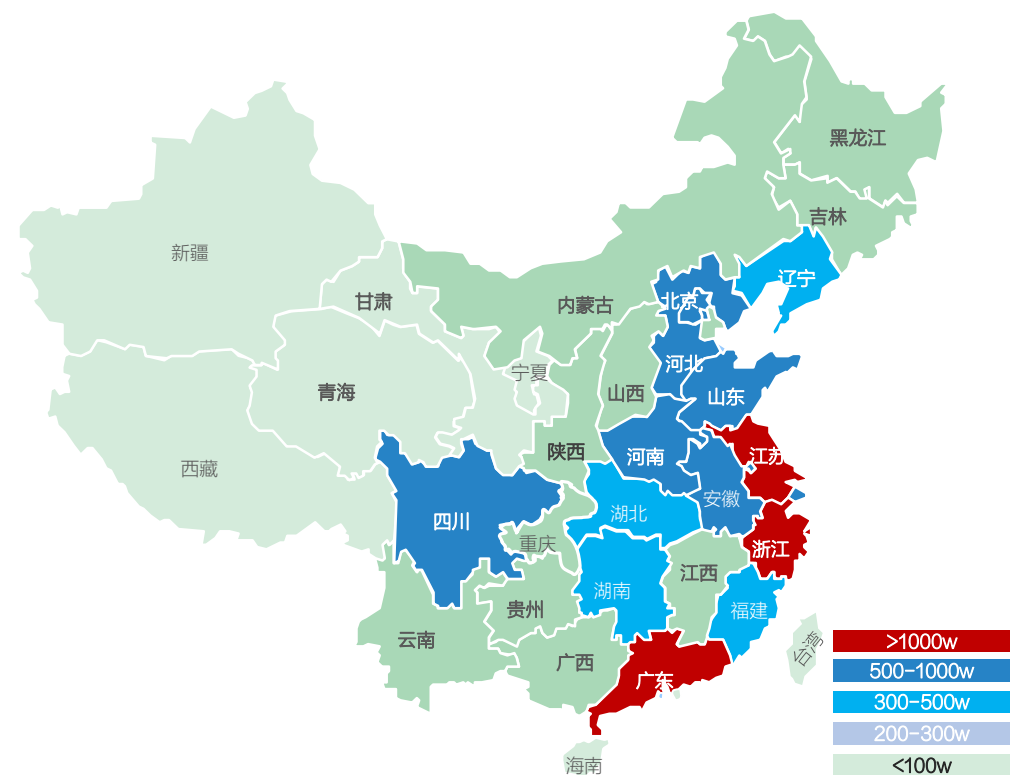 黑龙江
吉林
新疆
辽宁
甘肃
北京
内蒙古
河北
宁夏
青海
山西
山东
陕西
河南
江苏
西藏
安徽
四川
湖北
重庆
浙江
江西
湖南
贵州
福建
云南
台湾
广西
广东
海南
>1000w
500-1000w
300-500w
200-300w
<100w